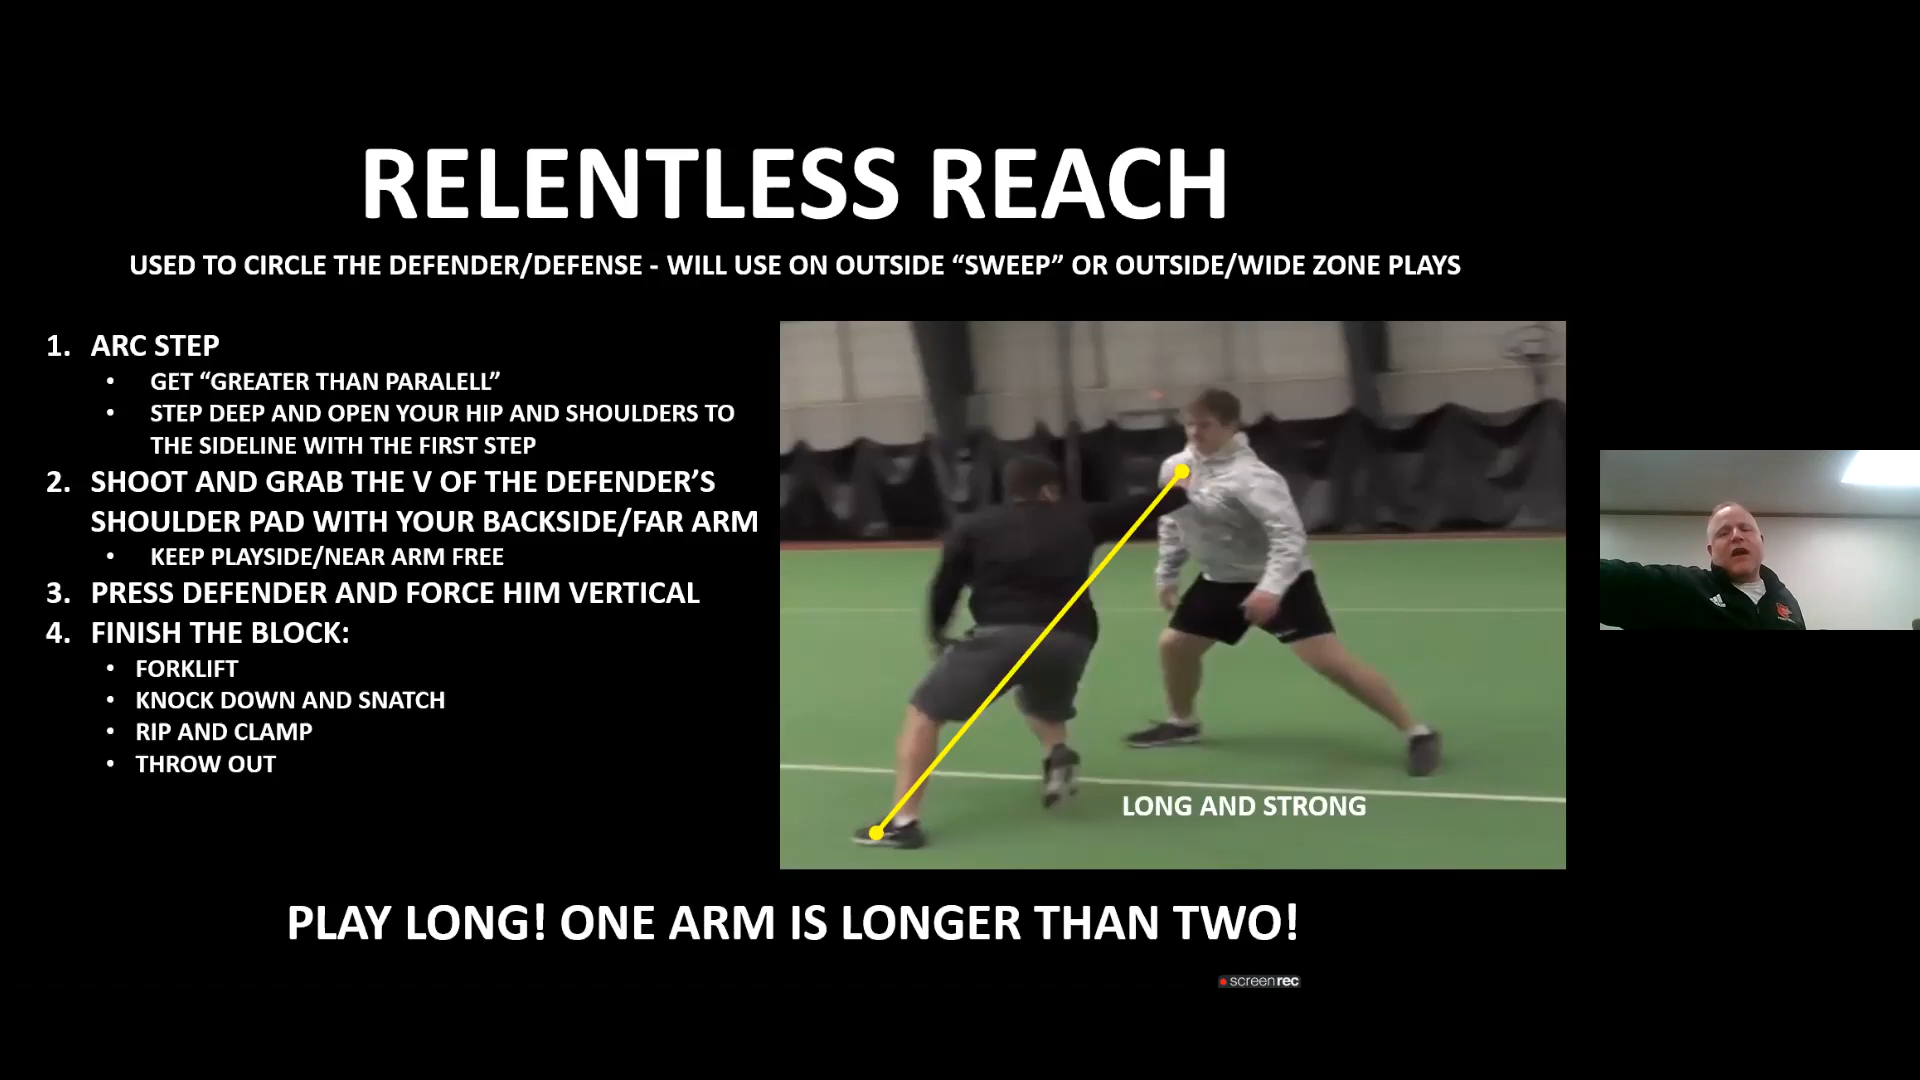 RELENTLESS REACH
USED TO CIRCLE THE DEFENDER/DEFENSE - WILL USE ON OUTSIDE “SWEEP” OR OUTSIDE/WIDE ZONE PLAYS
1. ARC STEP
• GET “GREATER THAN PARALELL”
• STEP DEEP AND OPEN YOUR HIP AND SHOULDERS TO
THE SIDELINE WITH THE FIRST STEP
2. SHOOT AND GRAB THE V OF THE DEFENDER’S
SHOULDER PAD WITH YOUR BACKSIDE/FAR ARM
• KEEP PLAYSIDE/NEAR ARM FREE
3. PRESS DEFENDER AND FORCE HIM VERTICAL
4. FINISH THE BLOCK:
• FORKLIFT
• KNOCK DOWN AND SNATCH
• RIP AND CLAMP
• THROW OUT
LONG AND STRONG
PLAY LONG! ONE ARM IS LONGER THAN TWO!
screenrec